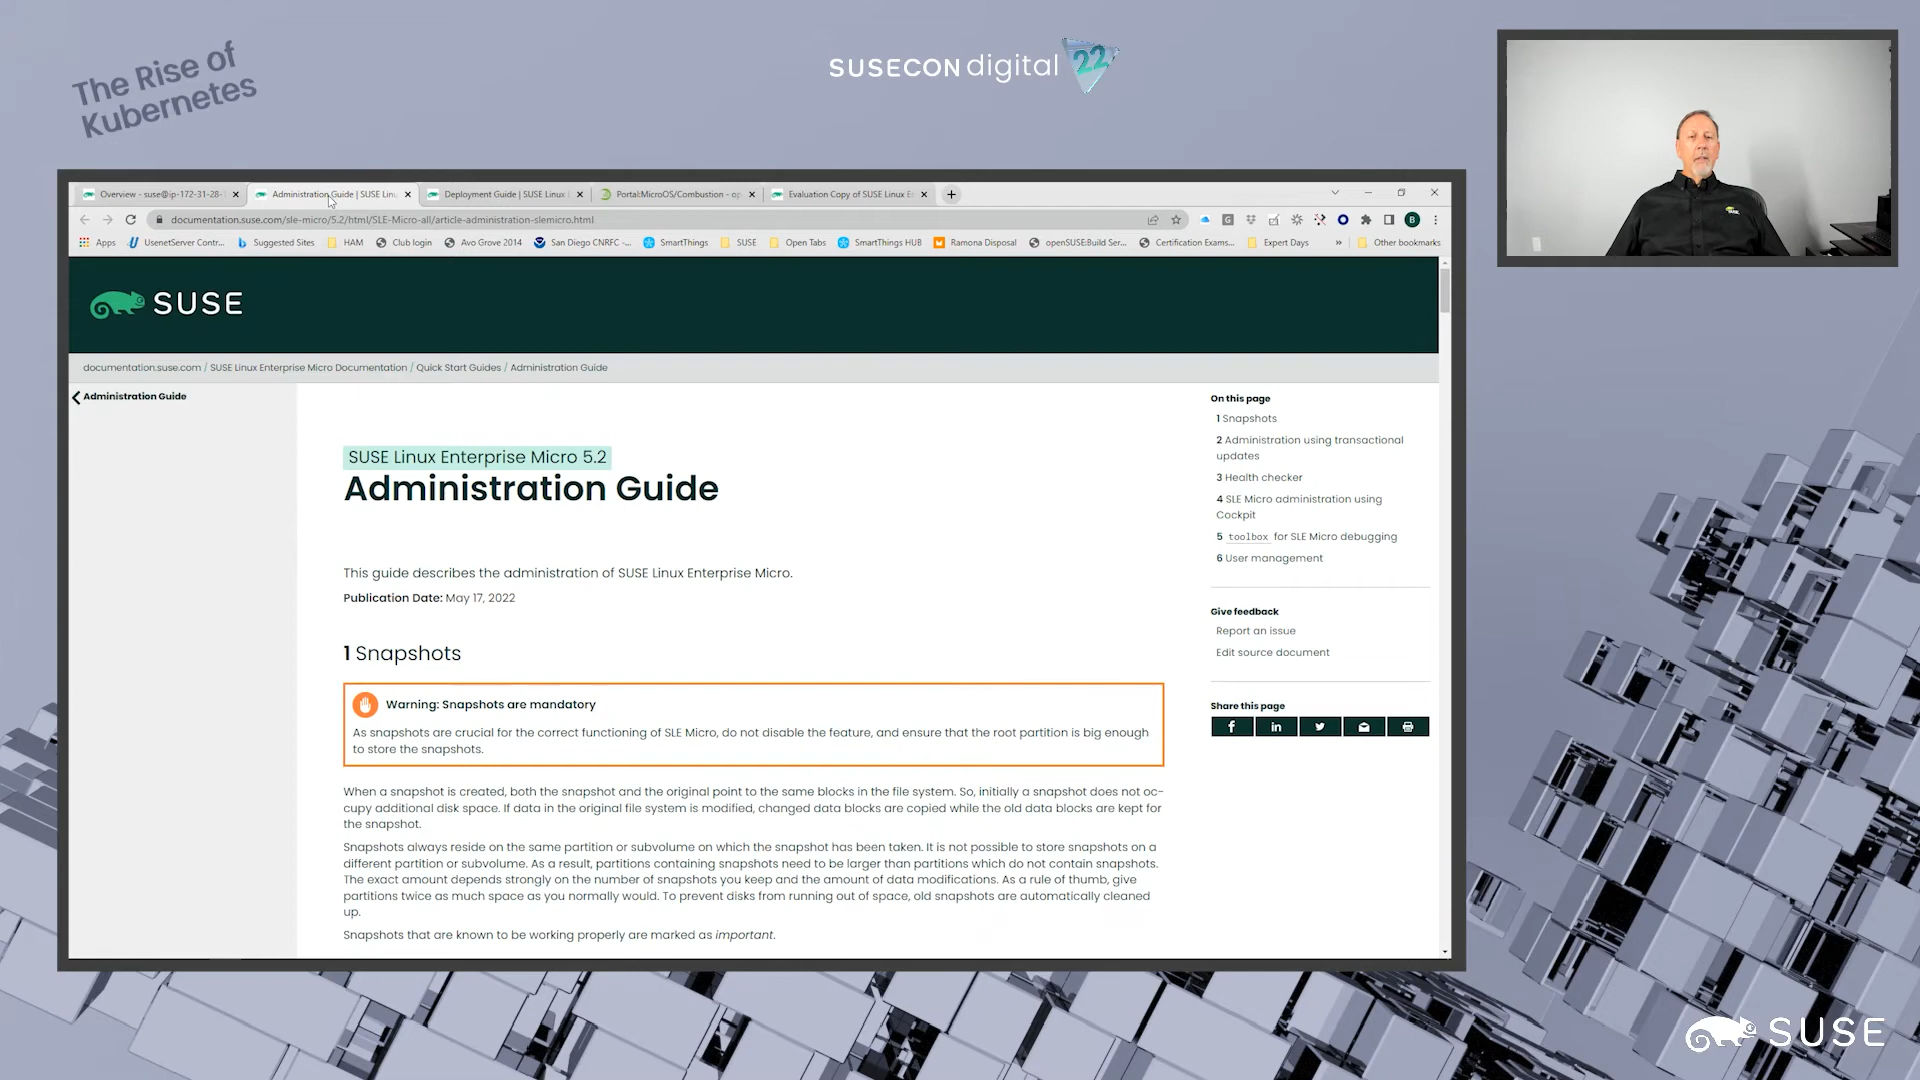 The Rise of
Kubernetes
SUSECON digital 22
Overview - suse@ip-172-31-28-
Administration Guide | SUSE Lin
Deployment Guide | SUSE Linux
Portal:MicroOS/Combustion - op
Evaluation Copy of SUSE Linux E
documentation.suse.com/sle-micro/5.2/html/SLE-Micro-all/article-administration-slemicro.html
B
Apps
UsenetServer Contr...
Suggested Sites
HAM
Club login
Avo Grove 2014
San Diego CNRFC -...
SmartThings
SUSE
Open Tabs
SmartThings HUB
Ramona Disposal
openSUSE:Build Ser...
Certification Exams...
Expert Days
»
Other bookmarks
SUSE
documentation.suse.com / SUSE Linux Enterprise Micro Documentation / Quick Start Guides / Administration Guide
Administration Guide
SUSE Linux Enterprise Micro 5.2
Administration Guide
This guide describes the administration of SUSE Linux Enterprise Micro.
Publication Date: May 17, 2022
1 Snapshots
Warning: Snapshots are mandatory
As snapshots are crucial for the correct functioning of SLE Micro, do not disable the feature, and ensure that the root partition is big enough
to store the snapshots.
When a snapshot is created, both the snapshot and the original point to the same blocks in the file system. So, initially a snapshot does not oc-
cupy additional disk space. If data in the original file system is modified, changed data blocks are copied while the old data blocks are kept for
the snapshot.
Snapshots always reside on the same partition or subvolume on which the snapshot has been taken. It is not possible to store snapshots on a
different partition or subvolume. As a result, partitions containing snapshots need to be larger than partitions which do not contain snapshots.
The exact amount depends strongly on the number of snapshots you keep and the amount of data modifications. As a rule of thumb, give
partitions twice as much space as you normally would. To prevent disks from running out of space, old snapshots are automatically cleaned
up.
Snapshots that are known to be working properly are marked as important.
On this page
1 Snapshots
2 Administration using transactional
updates
3 Health checker
4 SLE Micro administration using
Cockpit
5 toolbox for SLE Micro debugging
6 User management
Give feedback
Report an issue
Edit source document
Share this page
SUSE